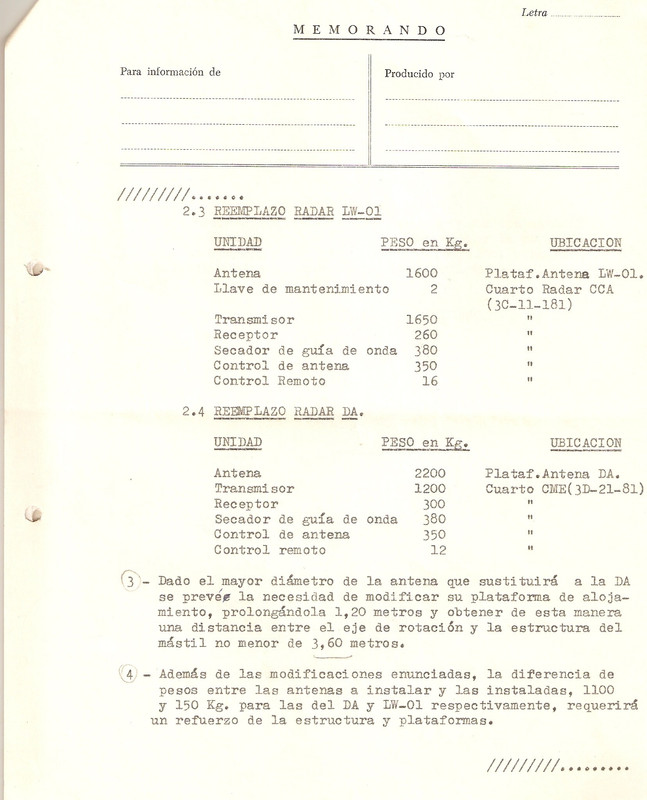 Letra
MEMORANDO
Para información de
Producido por
/////////.......
2.3 REEMPLAZO RADAR LW-01
UNIDAD PESO en Kg. UBICACION
Antena 1600 Plataf.Antena LW-01.
Llave de mantenimiento 2 Cuarto Radar CCA
(3C-11-181)
Transmisor 1650 "
Receptor 260 "
Secador de guía de onda 380 "
Control de antena 350 "
Control Remoto 16 "
2.4 REEMPLAZO RADAR DA.
UNIDAD PESO en Kg. UBICACION
Antena 2200 Plataf.Antena DA.
Transmisor 1200 Cuarto CME(3D-21-81)
Receptor 300 "
Secador de guía de onda 380 "
Control de antena 350 "
Control remoto 12 "
3 - Dado el mayor diámetro de la antena que sustituirá a la DA
se prevée la necesidad de modificar su plataforma de aloja-
miento, prolongándola 1,20 metros y obtener de esta manera
una distancia entre el eje de rotación y la estructura del
mástil no menor de 3,60 metros.
4 - Además de las modificaciones enunciadas, la diferencia de
pesos entre las antenas a instalar y las instaladas, 1100
y 150 Kg. para las del DA y LW-01 respectivamente, requerirá
un refuerzo de la estructura y plataformas.
/////////.........